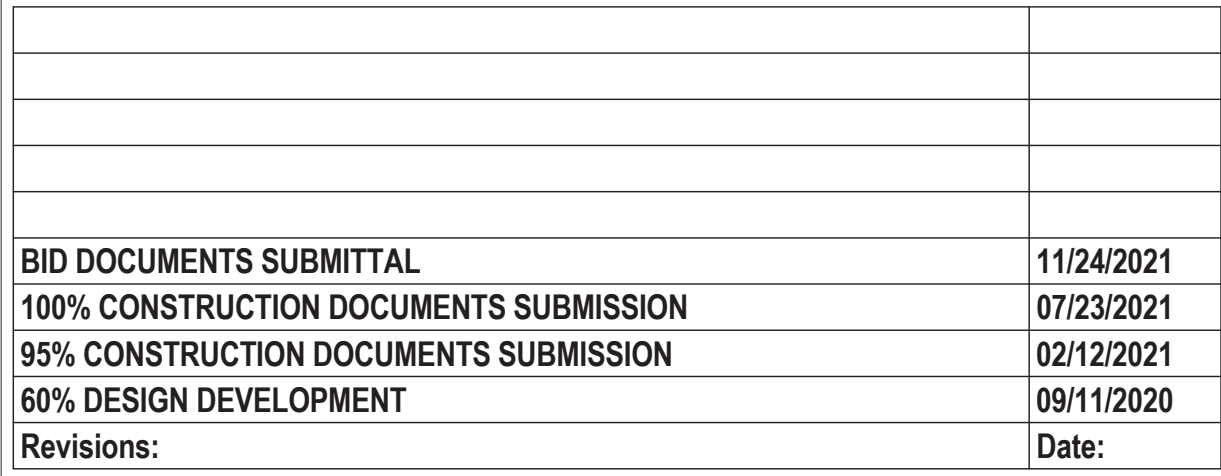 BID DOCUMENTS SUBMITTAL 11/24/2021
100% CONSTRUCTION DOCUMENTS SUBMISSION 07/23/2021
95% CONSTRUCTION DOCUMENTS SUBMISSION 02/12/2021
60% DESIGN DEVELOPMENT 09/11/2020
Revisions: Date: